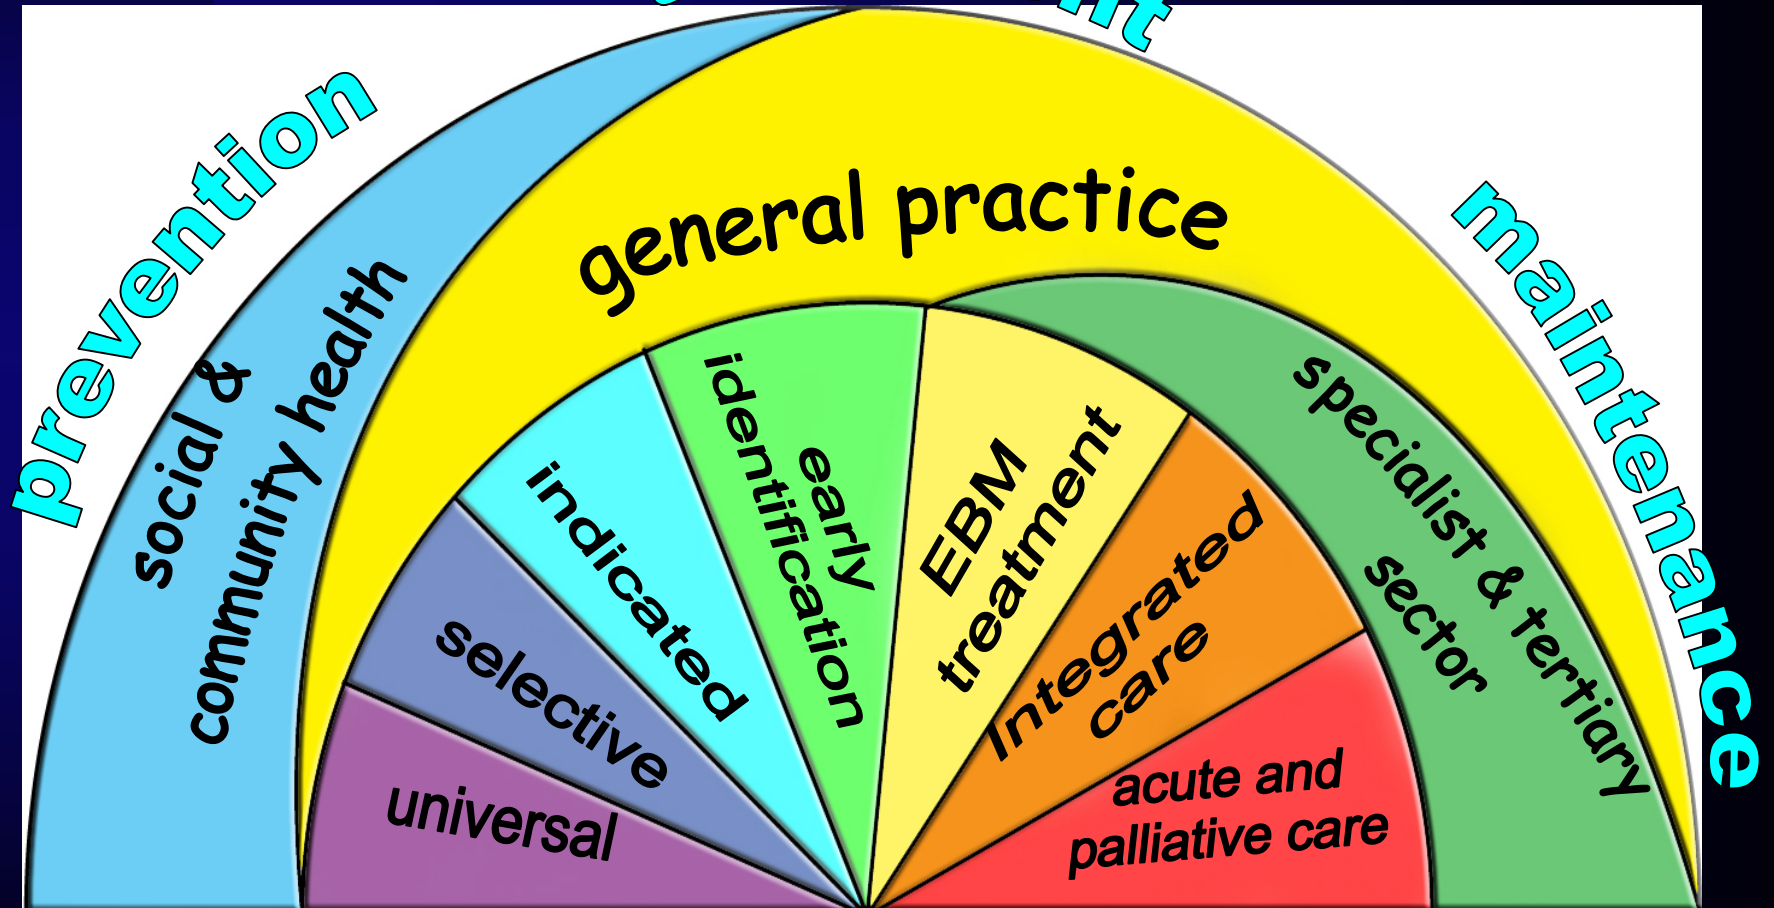 prevention
maintenance
social &
community health
general practice
specialist & tertiary
sector
universal
selective
indicated
early
identification
EBM
treatment
Integrated
care
acute and
palliative care